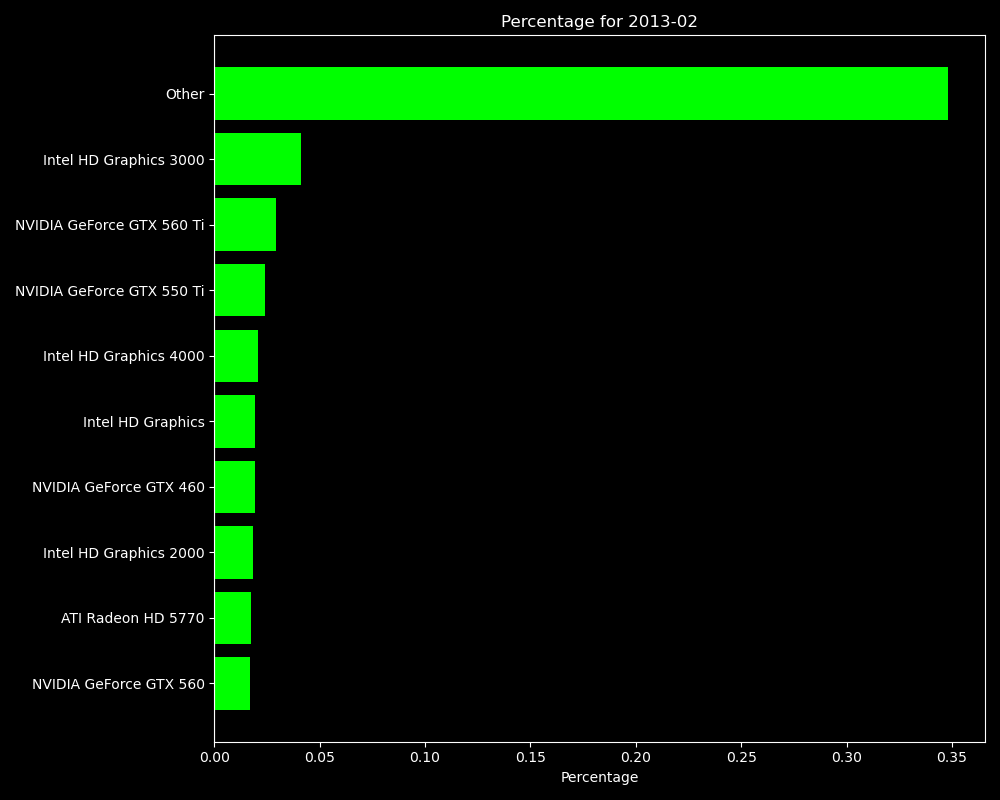 Percentage for 2013-02
Other
Intel HD Graphics 3000
NVIDIA GeForce GTX 560 Ti
NVIDIA GeForce GTX 550 Ti
Intel HD Graphics 4000
Intel HD Graphics
NVIDIA GeForce GTX 460
Intel HD Graphics 2000
ATI Radeon HD 5770
NVIDIA GeForce GTX 560
0.00 0.05 0.10 0.15 0.20 0.25 0.30 0.35
Percentage